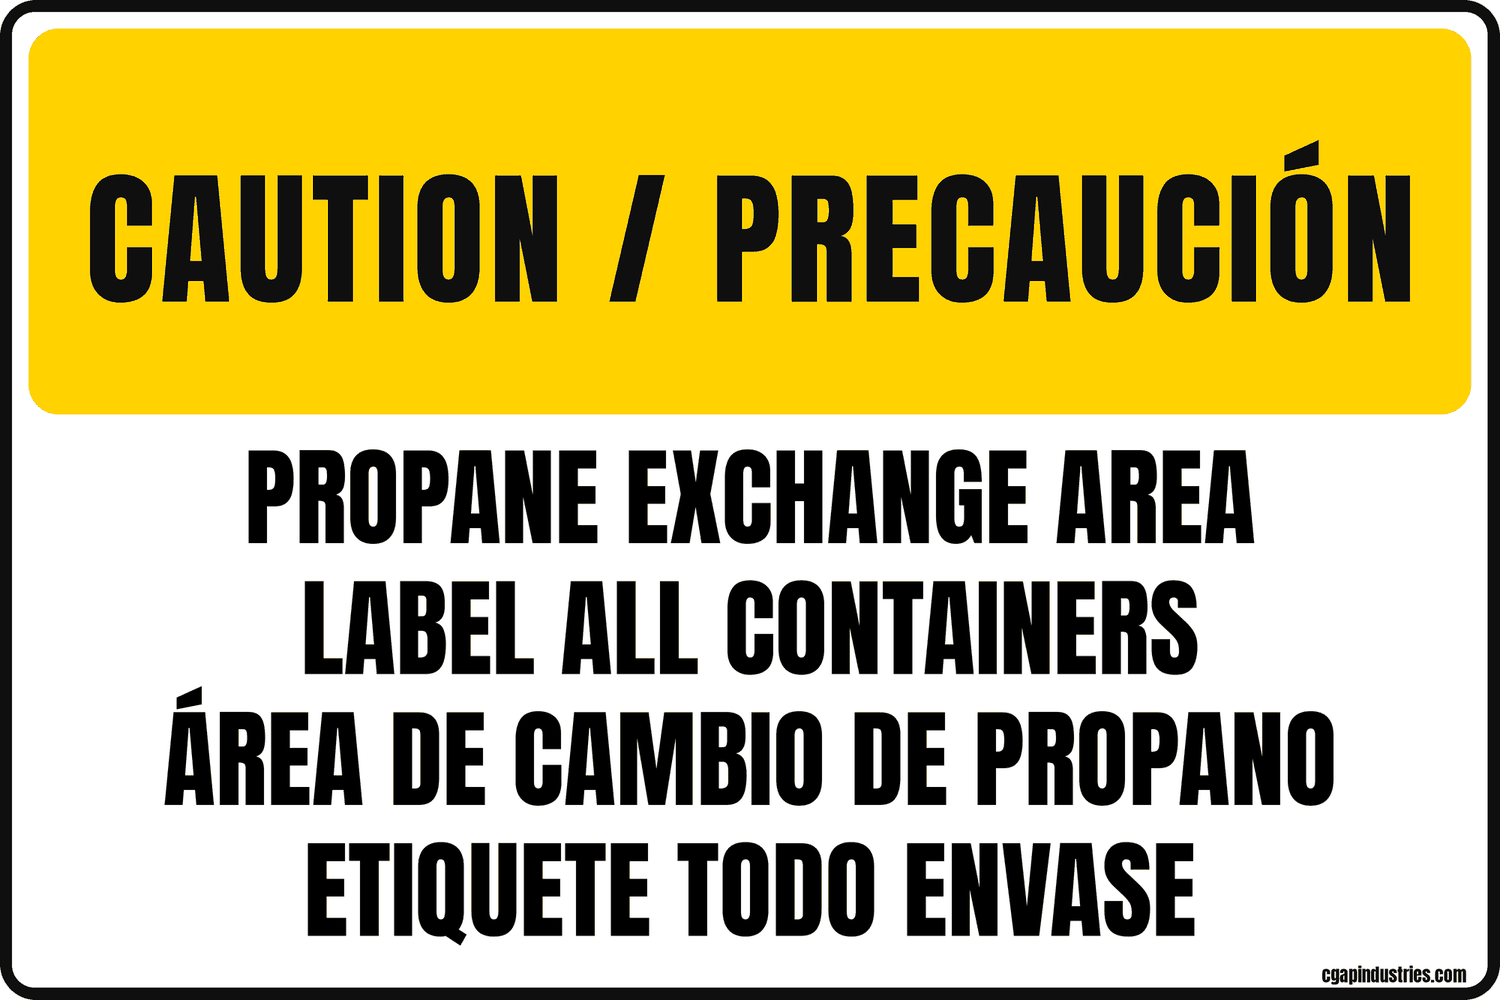 CAUTION / PRECAUCIÓN
PROPANE EXCHANGE AREA
LABEL ALL CONTAINERS
ÁREA DE CAMBIO DE PROPANO
ETIQUETE TODO ENVASE
cgapindustries.com